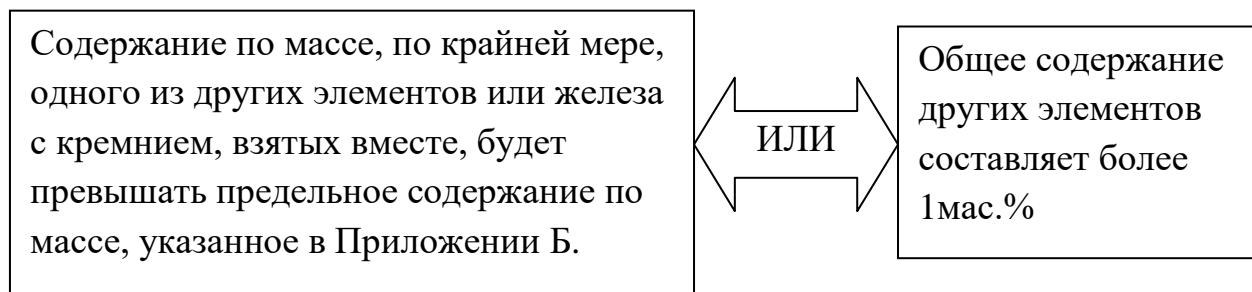 Содержание по массе, по крайней мере,
одного из других элементов или железа
с кремнием, взятых вместе, будет
превышать предельное содержание по
массе, указанное в Приложении Б.
ИЛИ
Общее содержание
других элементов
составляет более
1мас.%